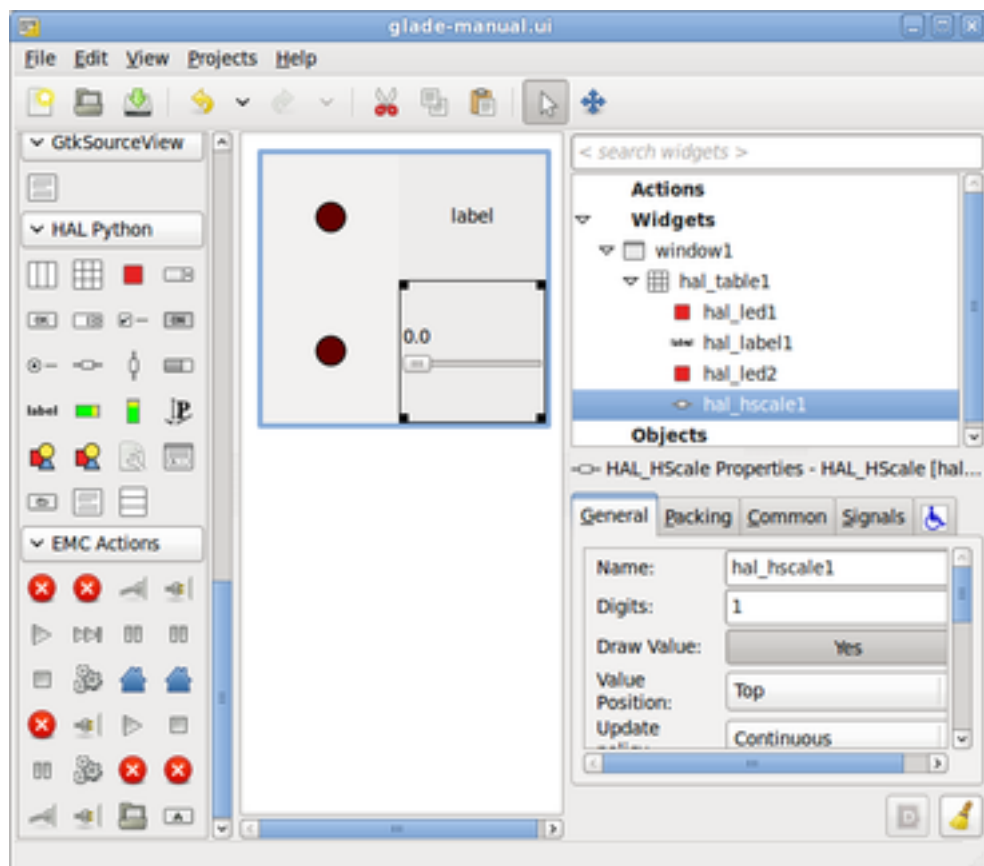 glade-manual.ui
File Edit View Projects Help
GtkSourceView
HAL Python
label
EMC Actions
label
0.0
< search widgets >
Actions
Widgets
window1
hal_table1
hal_led1
label hal_label1
hal_led2
hal_hscale1
Objects
HAL_HScale Properties - HAL_HScale [hal...
General Packing Common Signals
Name: hal_hscale1
Digits: 1
Draw Value: Yes
Value
Position: Top
Update
Continuous